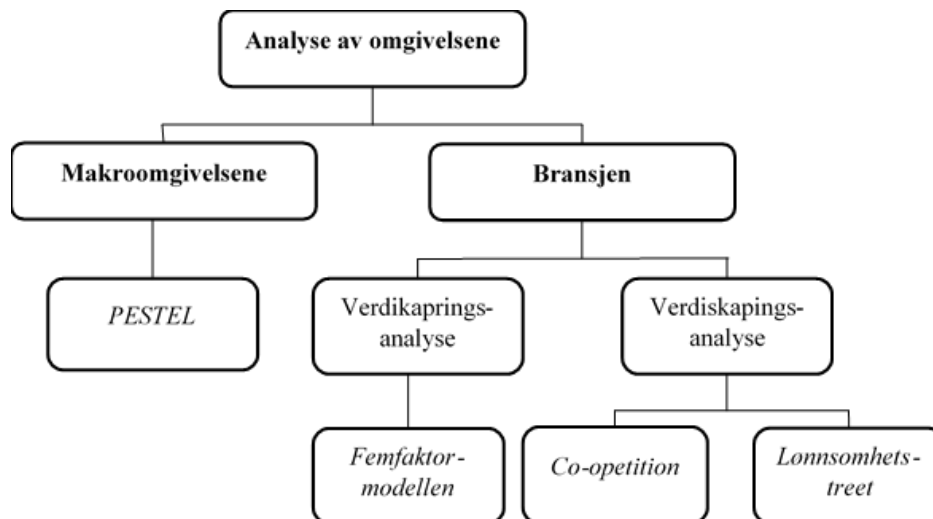 Analyse av omgivelsene
Makroomgivelsene
Bransjen
PESTEL
Verdikaprings-
analyse
Verdiskapings-
analyse
Femfaktor-
modellen
Co-opetition
Lønnsomhets-
treet